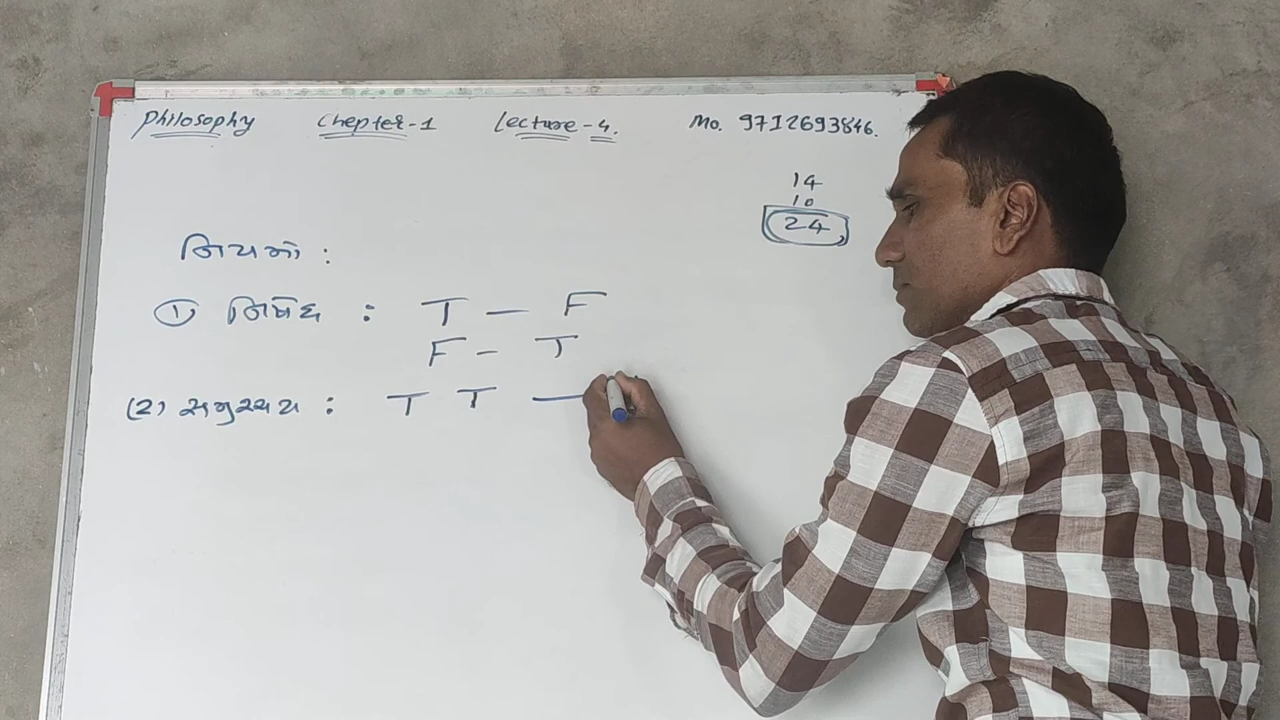 Philosophy Chepter-1 Lecture-4. Mo. 9712693846.
14
10
24
નિયમો :
① નિષેધ : T — F
F - T
(2) સમુચ્ચય : T T —